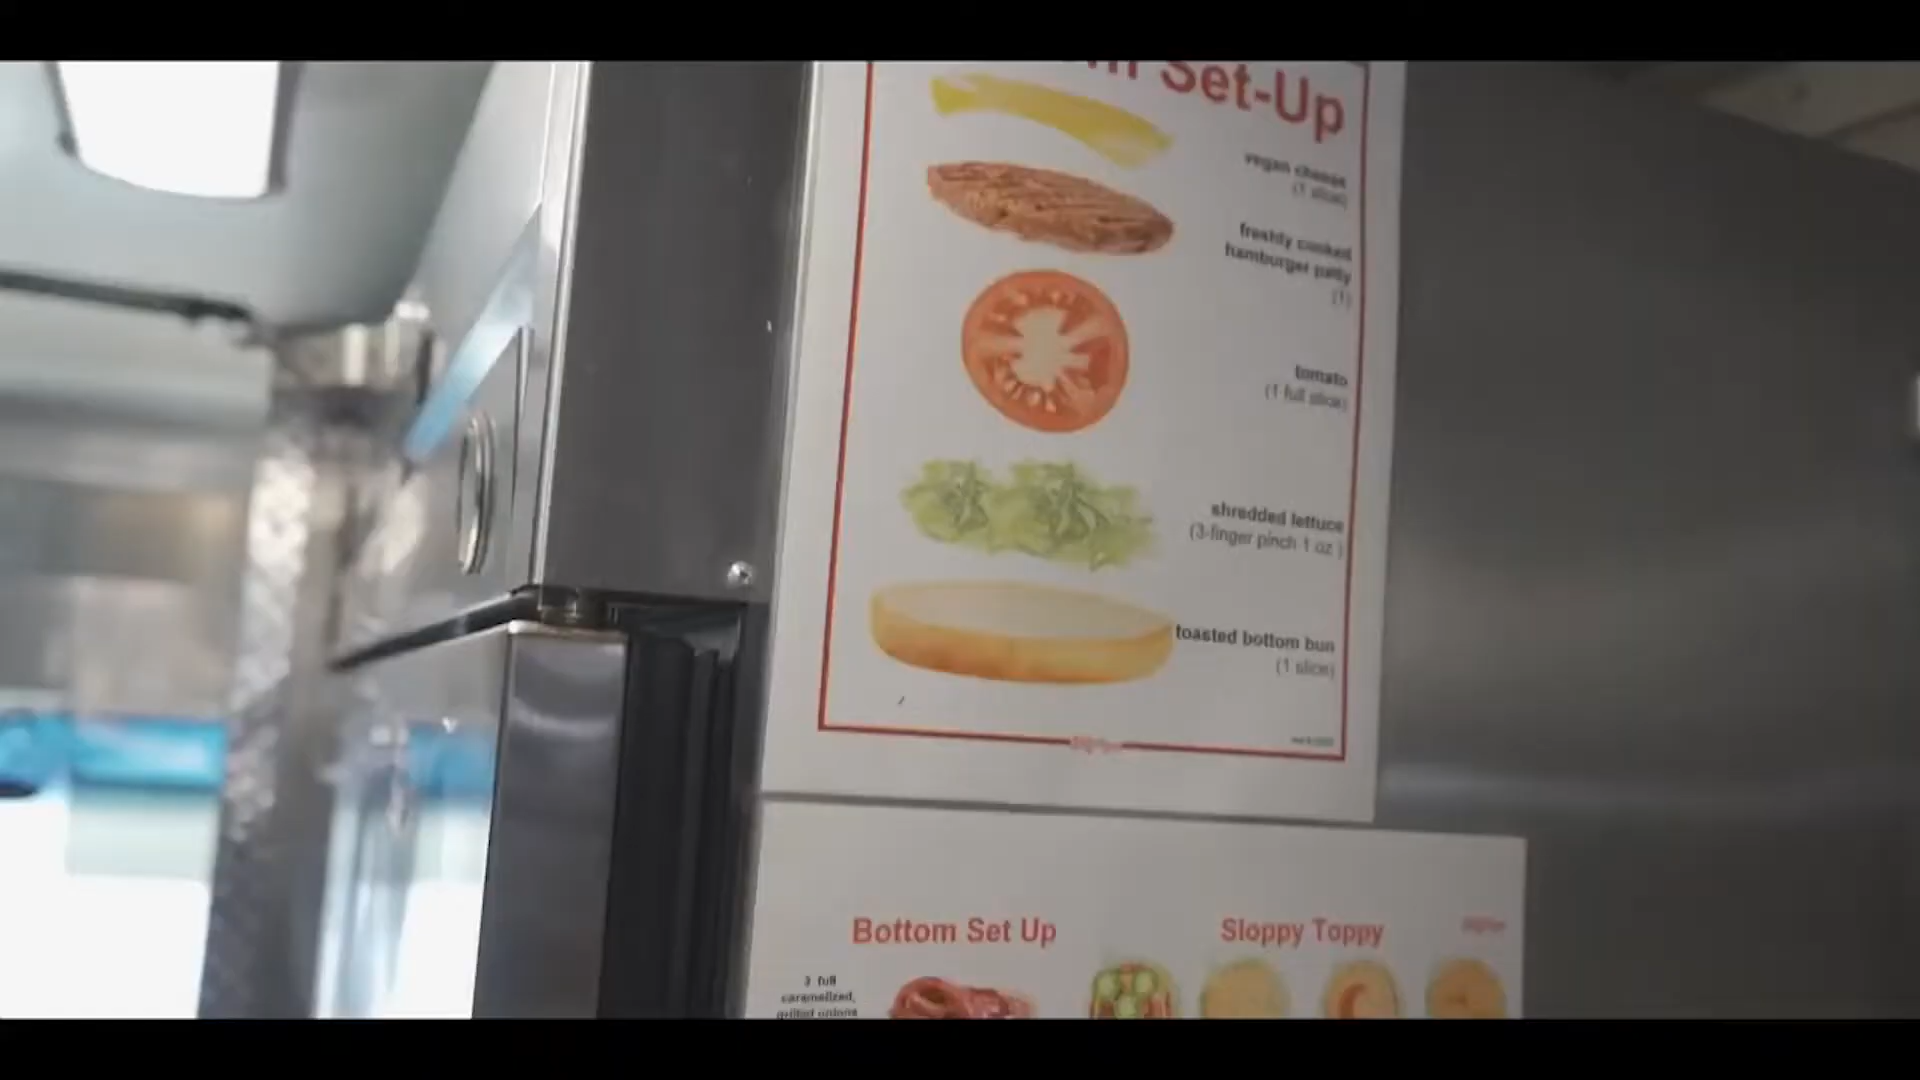 Set-Up
vegan cheese
(1 slice)
freshly cooked
hamburger patty
(1)
tomato
(1 full slice)
shredded lettuce
(3-finger pinch 1 oz )
toasted bottom bun
(1 slice)
Bottom Set Up
Sloppy Toppy
3 full
caramelized,
grilled onions